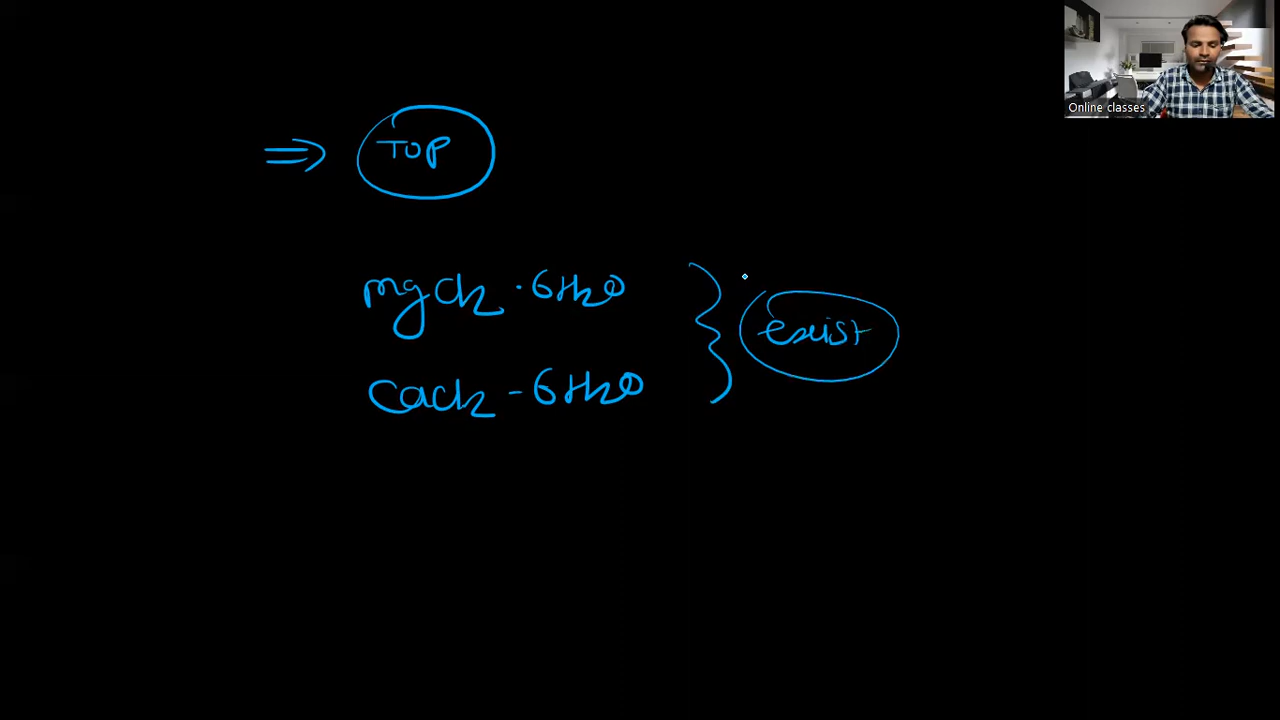 Online classes
⇒ TOP
mgcl2 · 6H2O
cacl2 - 6H2O
} exist